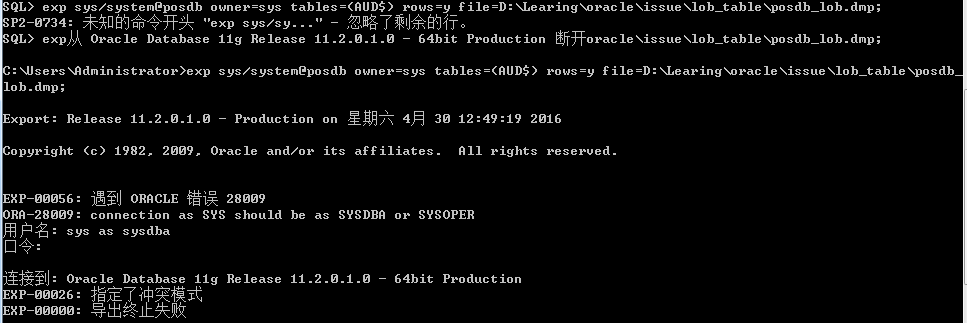 SQL> exp sys/system@posdb owner=sys tables=(AUD$) rows=y file=D:\Learing\oracle\issue\lob_table\posdb_lob.dmp;
SP2-0734: 未知的命令开头 "exp sys/sy..." - 忽略了剩余的行。
SQL> exp从 Oracle Database 11g Release 11.2.0.1.0 - 64bit Production 断开oracle\issue\lob_table\posdb_lob.dmp;
C:\Users\Administrator>exp sys/system@posdb owner=sys tables=(AUD$) rows=y file=D:\Learing\oracle\issue\lob_table\posdb_
lob.dmp;
Export: Release 11.2.0.1.0 - Production on 星期六 4月 30 12:49:19 2016
Copyright (c) 1982, 2009, Oracle and/or its affiliates.  All rights reserved.
EXP-00056: 遇到 ORACLE 错误 28009
ORA-28009: connection as SYS should be as SYSDBA or SYSOPER
用户名: sys as sysdba
口令:
连接到: Oracle Database 11g Release 11.2.0.1.0 - 64bit Production
EXP-00026: 指定了冲突模式
EXP-00000: 导出终止失败